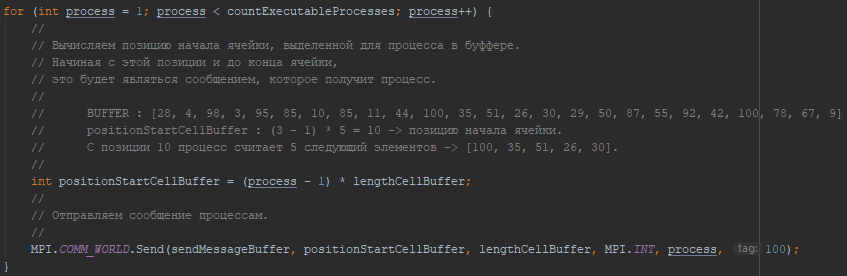 for (int process = 1; process < countExecutableProcesses; process++) {
//
// Вычисляем позицию начала ячейки, выделенной для процесса в буффере.
// Начиная с этой позиции и до конца ячейки,
// это будет являться сообщением, которое получит процесс.
//
//      BUFFER : [28, 4, 98, 3, 95, 85, 10, 85, 11, 44, 100, 35, 51, 26, 30, 29, 50, 87, 55, 92, 42, 100, 78, 67, 9]
//      positionStartCellBuffer : (3 - 1) * 5 = 10 -> позицию начала ячейки.
//      С позиции 10 процесс считает 5 следующий элементов -> [100, 35, 51, 26, 30].
//
int positionStartCellBuffer = (process - 1) * lengthCellBuffer;
//
// Отправляем сообщение процессам.
//
MPI.COMM_WORLD.Send(sendMessageBuffer, positionStartCellBuffer, lengthCellBuffer, MPI.INT, process, tag: 100);
}